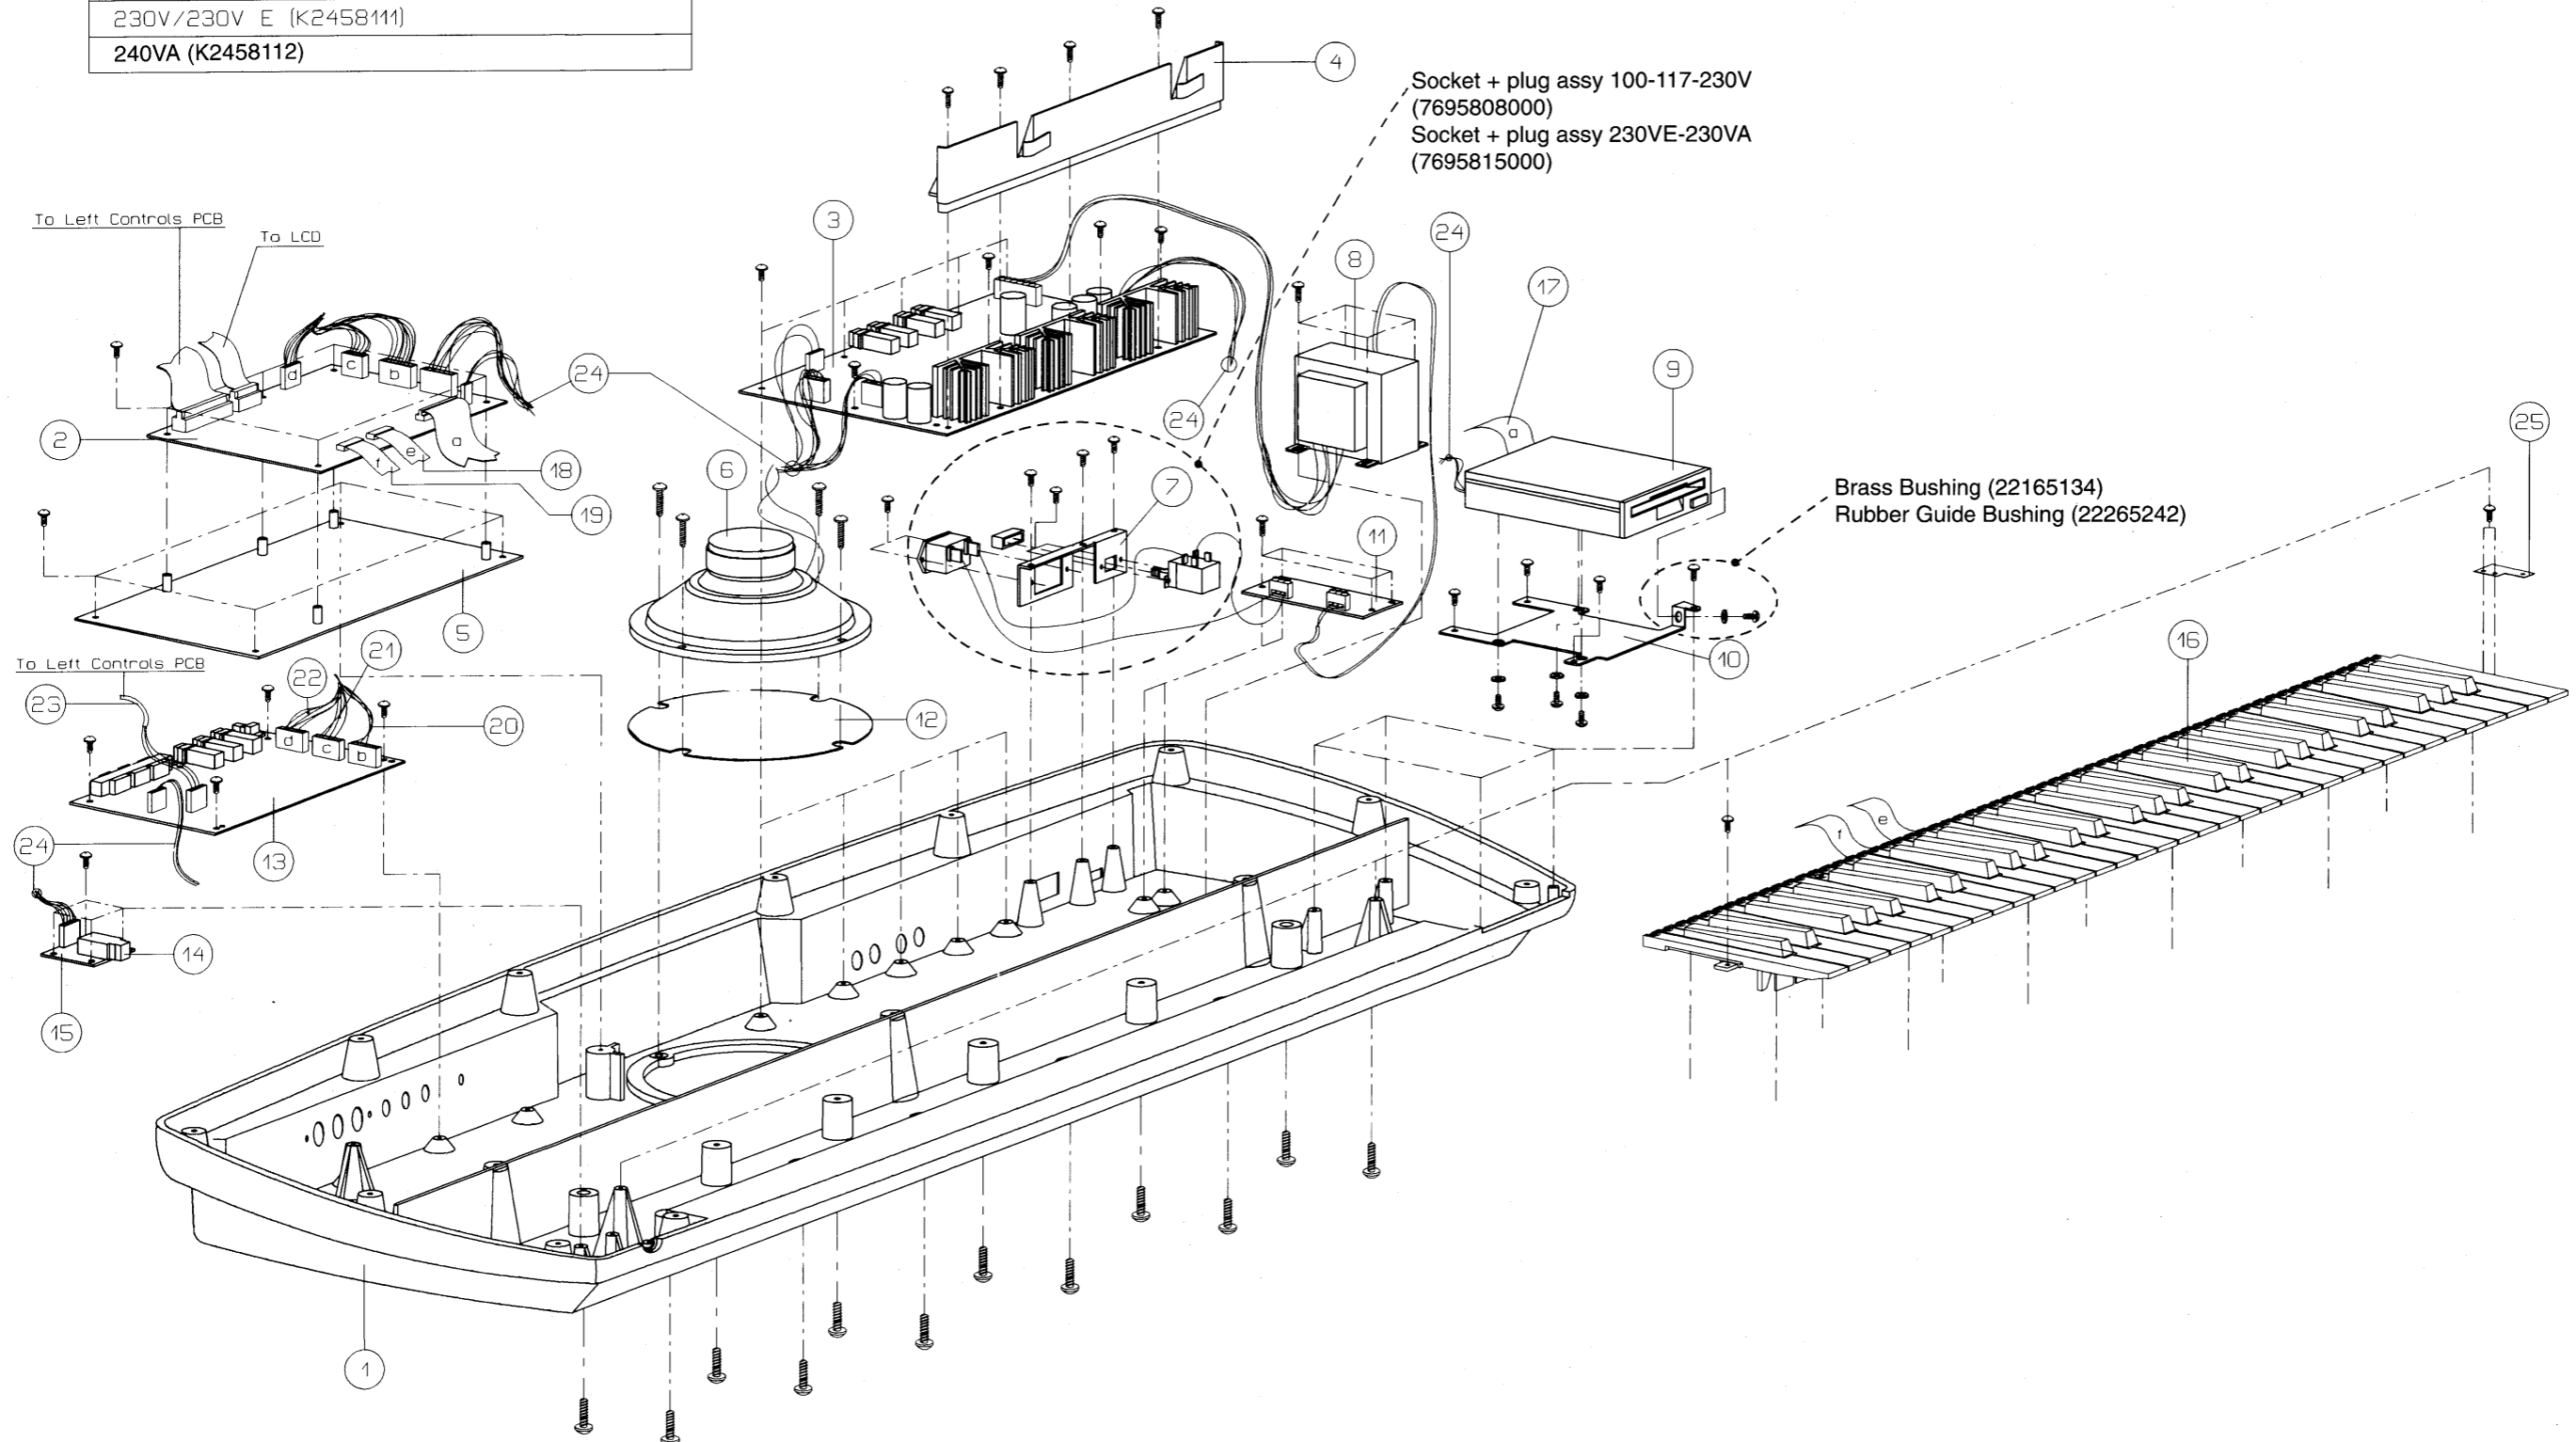 230V/230V E (K2458111)
240VA (K2458112)
4
Socket + plug assy 100-117-230V
(7695808000)
Socket + plug assy 230VE-230VA
(7695815000)
To Left Controls PCB
To LCD
3
8
24
17
d
c
b
24
9
a
24
25
2
a
e
f
18
6
7
19
Brass Bushing (22165134)
Rubber Guide Bushing (22265242)
11
5
16
10
To Left Controls PCB
21
22
23
20
12
d
c
b
e
f
24
13
14
15
1